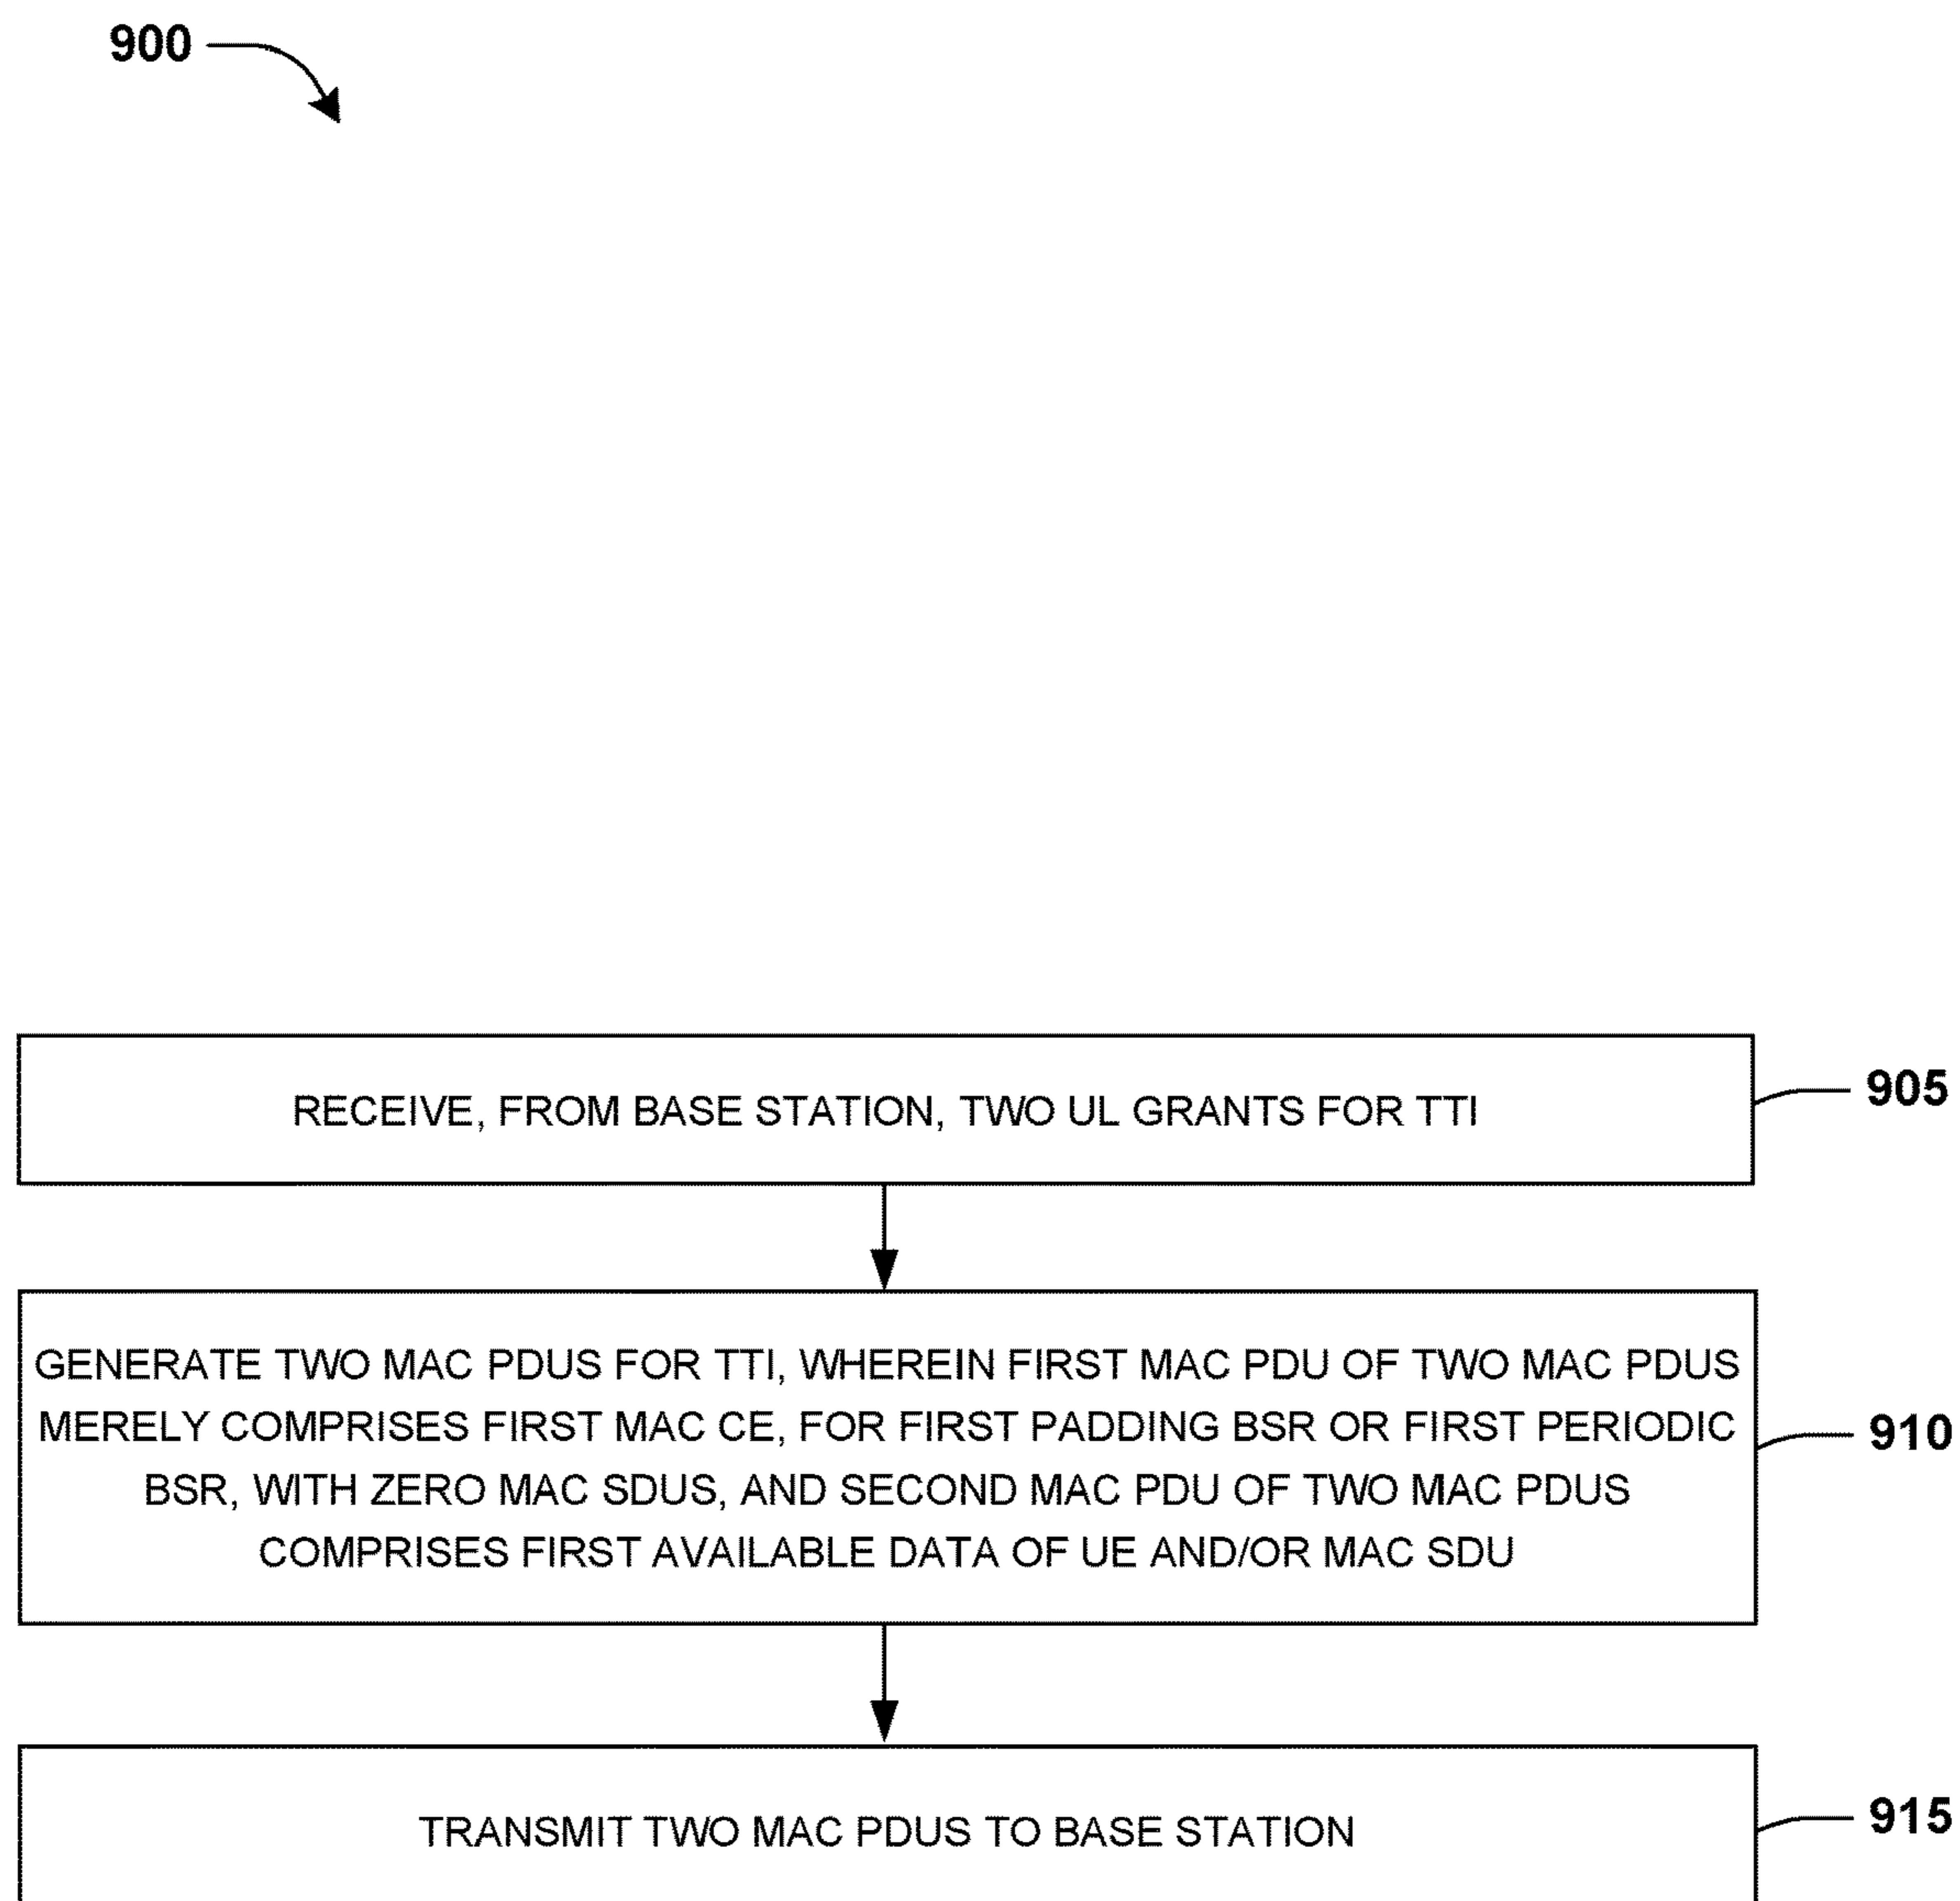 900
RECEIVE, FROM BASE STATION, TWO UL GRANTS FOR TTI
905
GENERATE TWO MAC PDUS FOR TTI, WHEREIN FIRST MAC PDU OF TWO MAC PDUS
MERELY COMPRISES FIRST MAC CE, FOR FIRST PADDING BSR OR FIRST PERIODIC
BSR, WITH ZERO MAC SDUS, AND SECOND MAC PDU OF TWO MAC PDUS
COMPRISES FIRST AVAILABLE DATA OF UE AND/OR MAC SDU
910
TRANSMIT TWO MAC PDUS TO BASE STATION
915